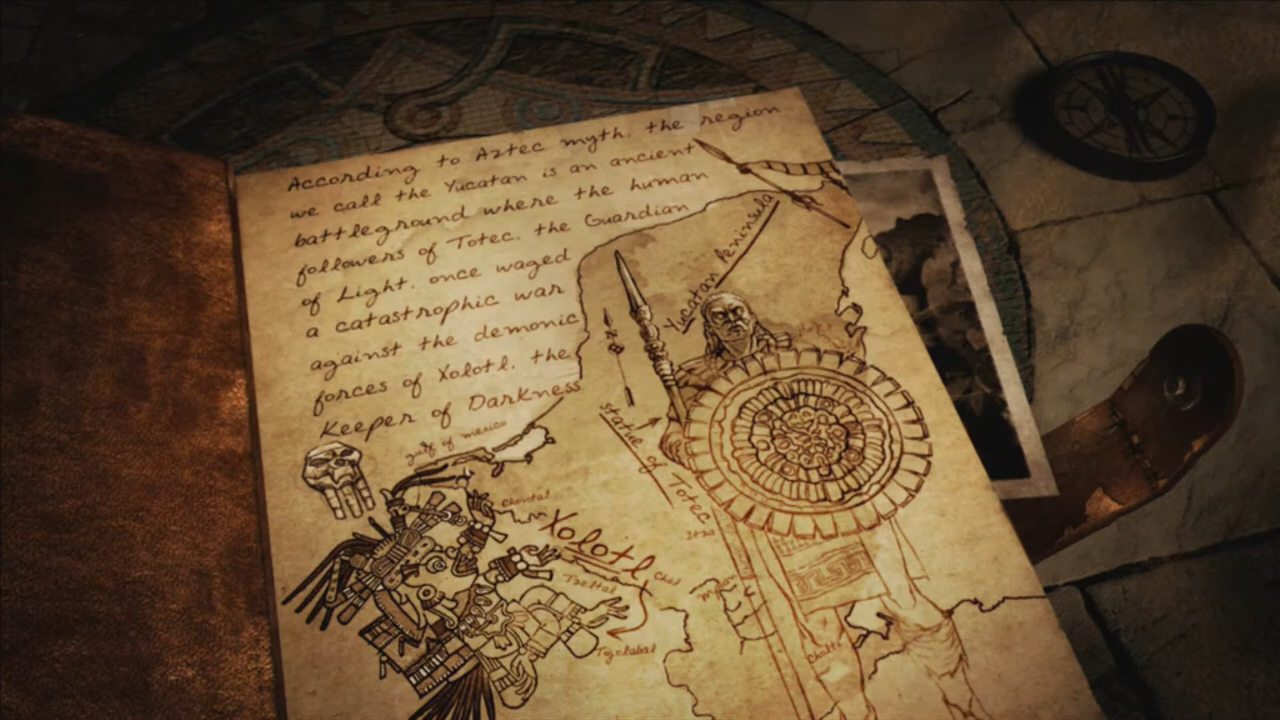 According to Aztec myth, the region
we call the Yucatan is an ancient
battleground where the human
followers of Totec, the Guardian
of Light, once waged
a catastrophic war
against the demonic
forces of Xolotl, the
Keeper of Darkness
Yucatan Peninsula
N
statue of Totec
gulf of mexico
Chontal
Xolotl
Itza
Chol
Tzeltal
Tojolabal